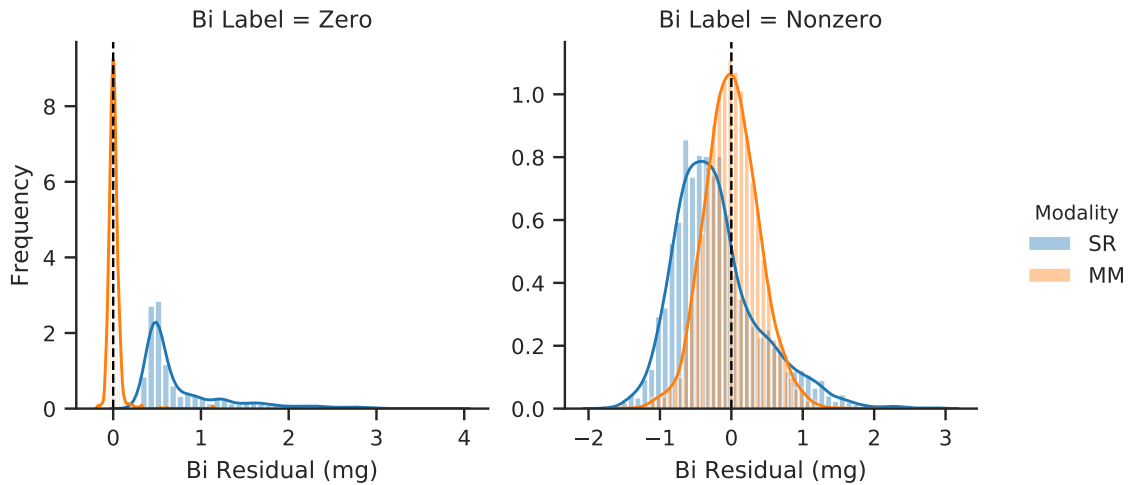 Bi Label = Zero
Bi Label = Nonzero
Frequency
8
6
4
2
0
0
1
2
3
4
Bi Residual (mg)
1.0
0.8
0.6
0.4
0.2
0.0
−2
−1
0
1
2
3
Bi Residual (mg)
Modality
SR
MM